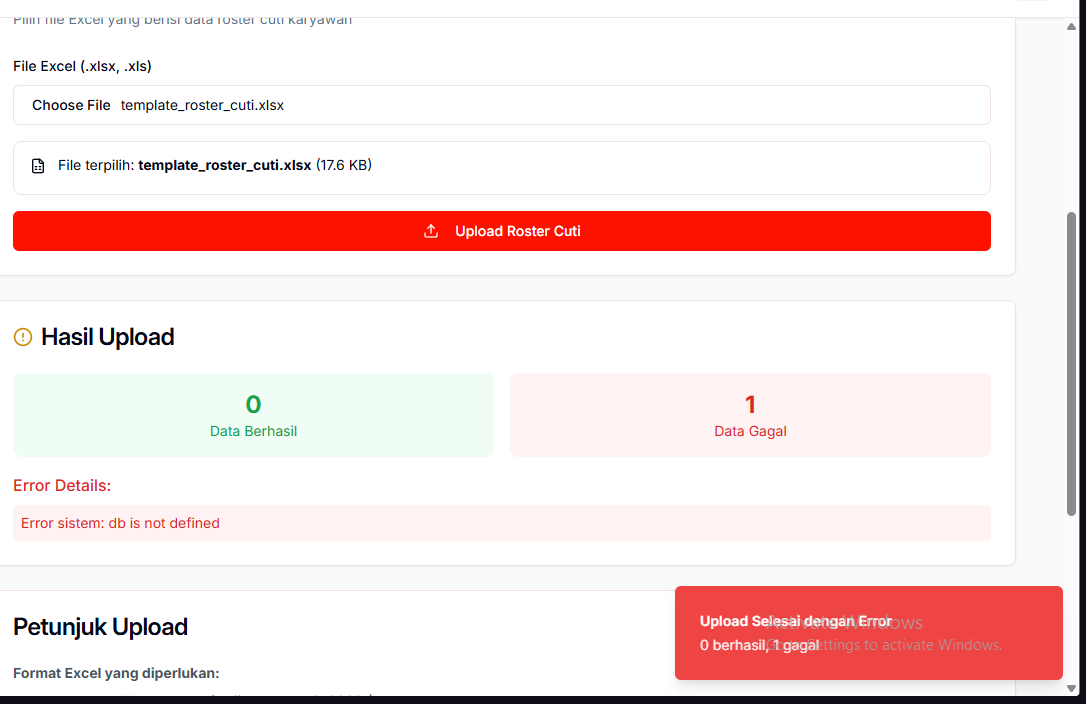 Pilih file Excel yang berisi data roster cuti karyawan
File Excel (.xlsx, .xls)
Choose File template_roster_cuti.xlsx
File terpilih: template_roster_cuti.xlsx (17.6 KB)
Upload Roster Cuti
Hasil Upload
0
Data Berhasil
1
Data Gagal
Error Details:
Error sistem: db is not defined
Petunjuk Upload
Format Excel yang diperlukan:
Upload Selesai dengan Error
0 berhasil, 1 gagal
Activate Windows
Go to Settings to activate Windows.